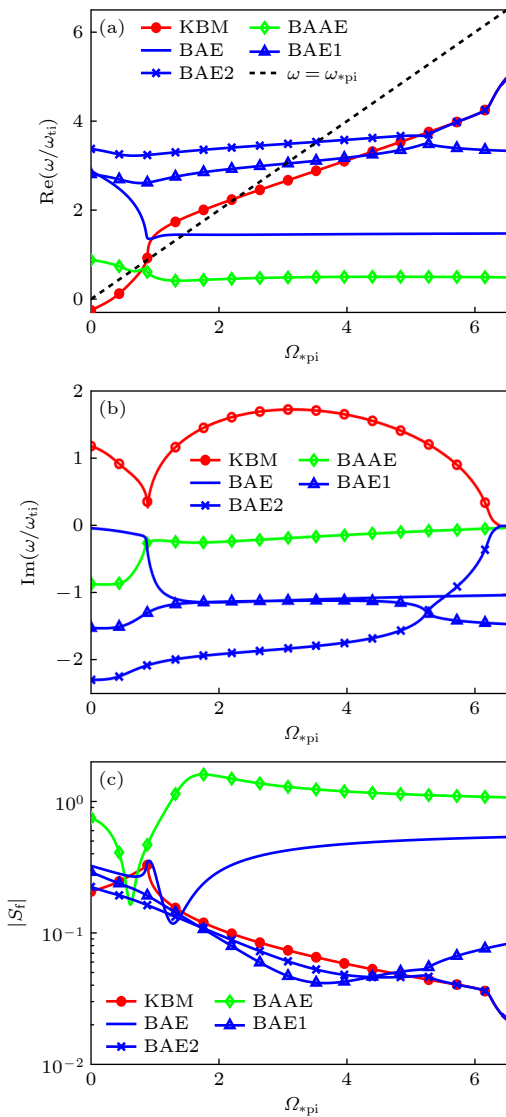 (a)
KBM
BAAE
BAE
BAE1
BAE2
ω = ω*pi
6
4
2
0
Re(ω/ωti)
0
2
4
6
Ω*pi
(b)
KBM
BAAE
BAE
BAE1
BAE2
2
1
0
−1
−2
Im(ω/ωti)
0
2
4
6
Ω*pi
(c)
KBM
BAAE
BAE
BAE1
BAE2
10^0
10^−1
10^−2
|Sf|
0
2
4
6
Ω*pi